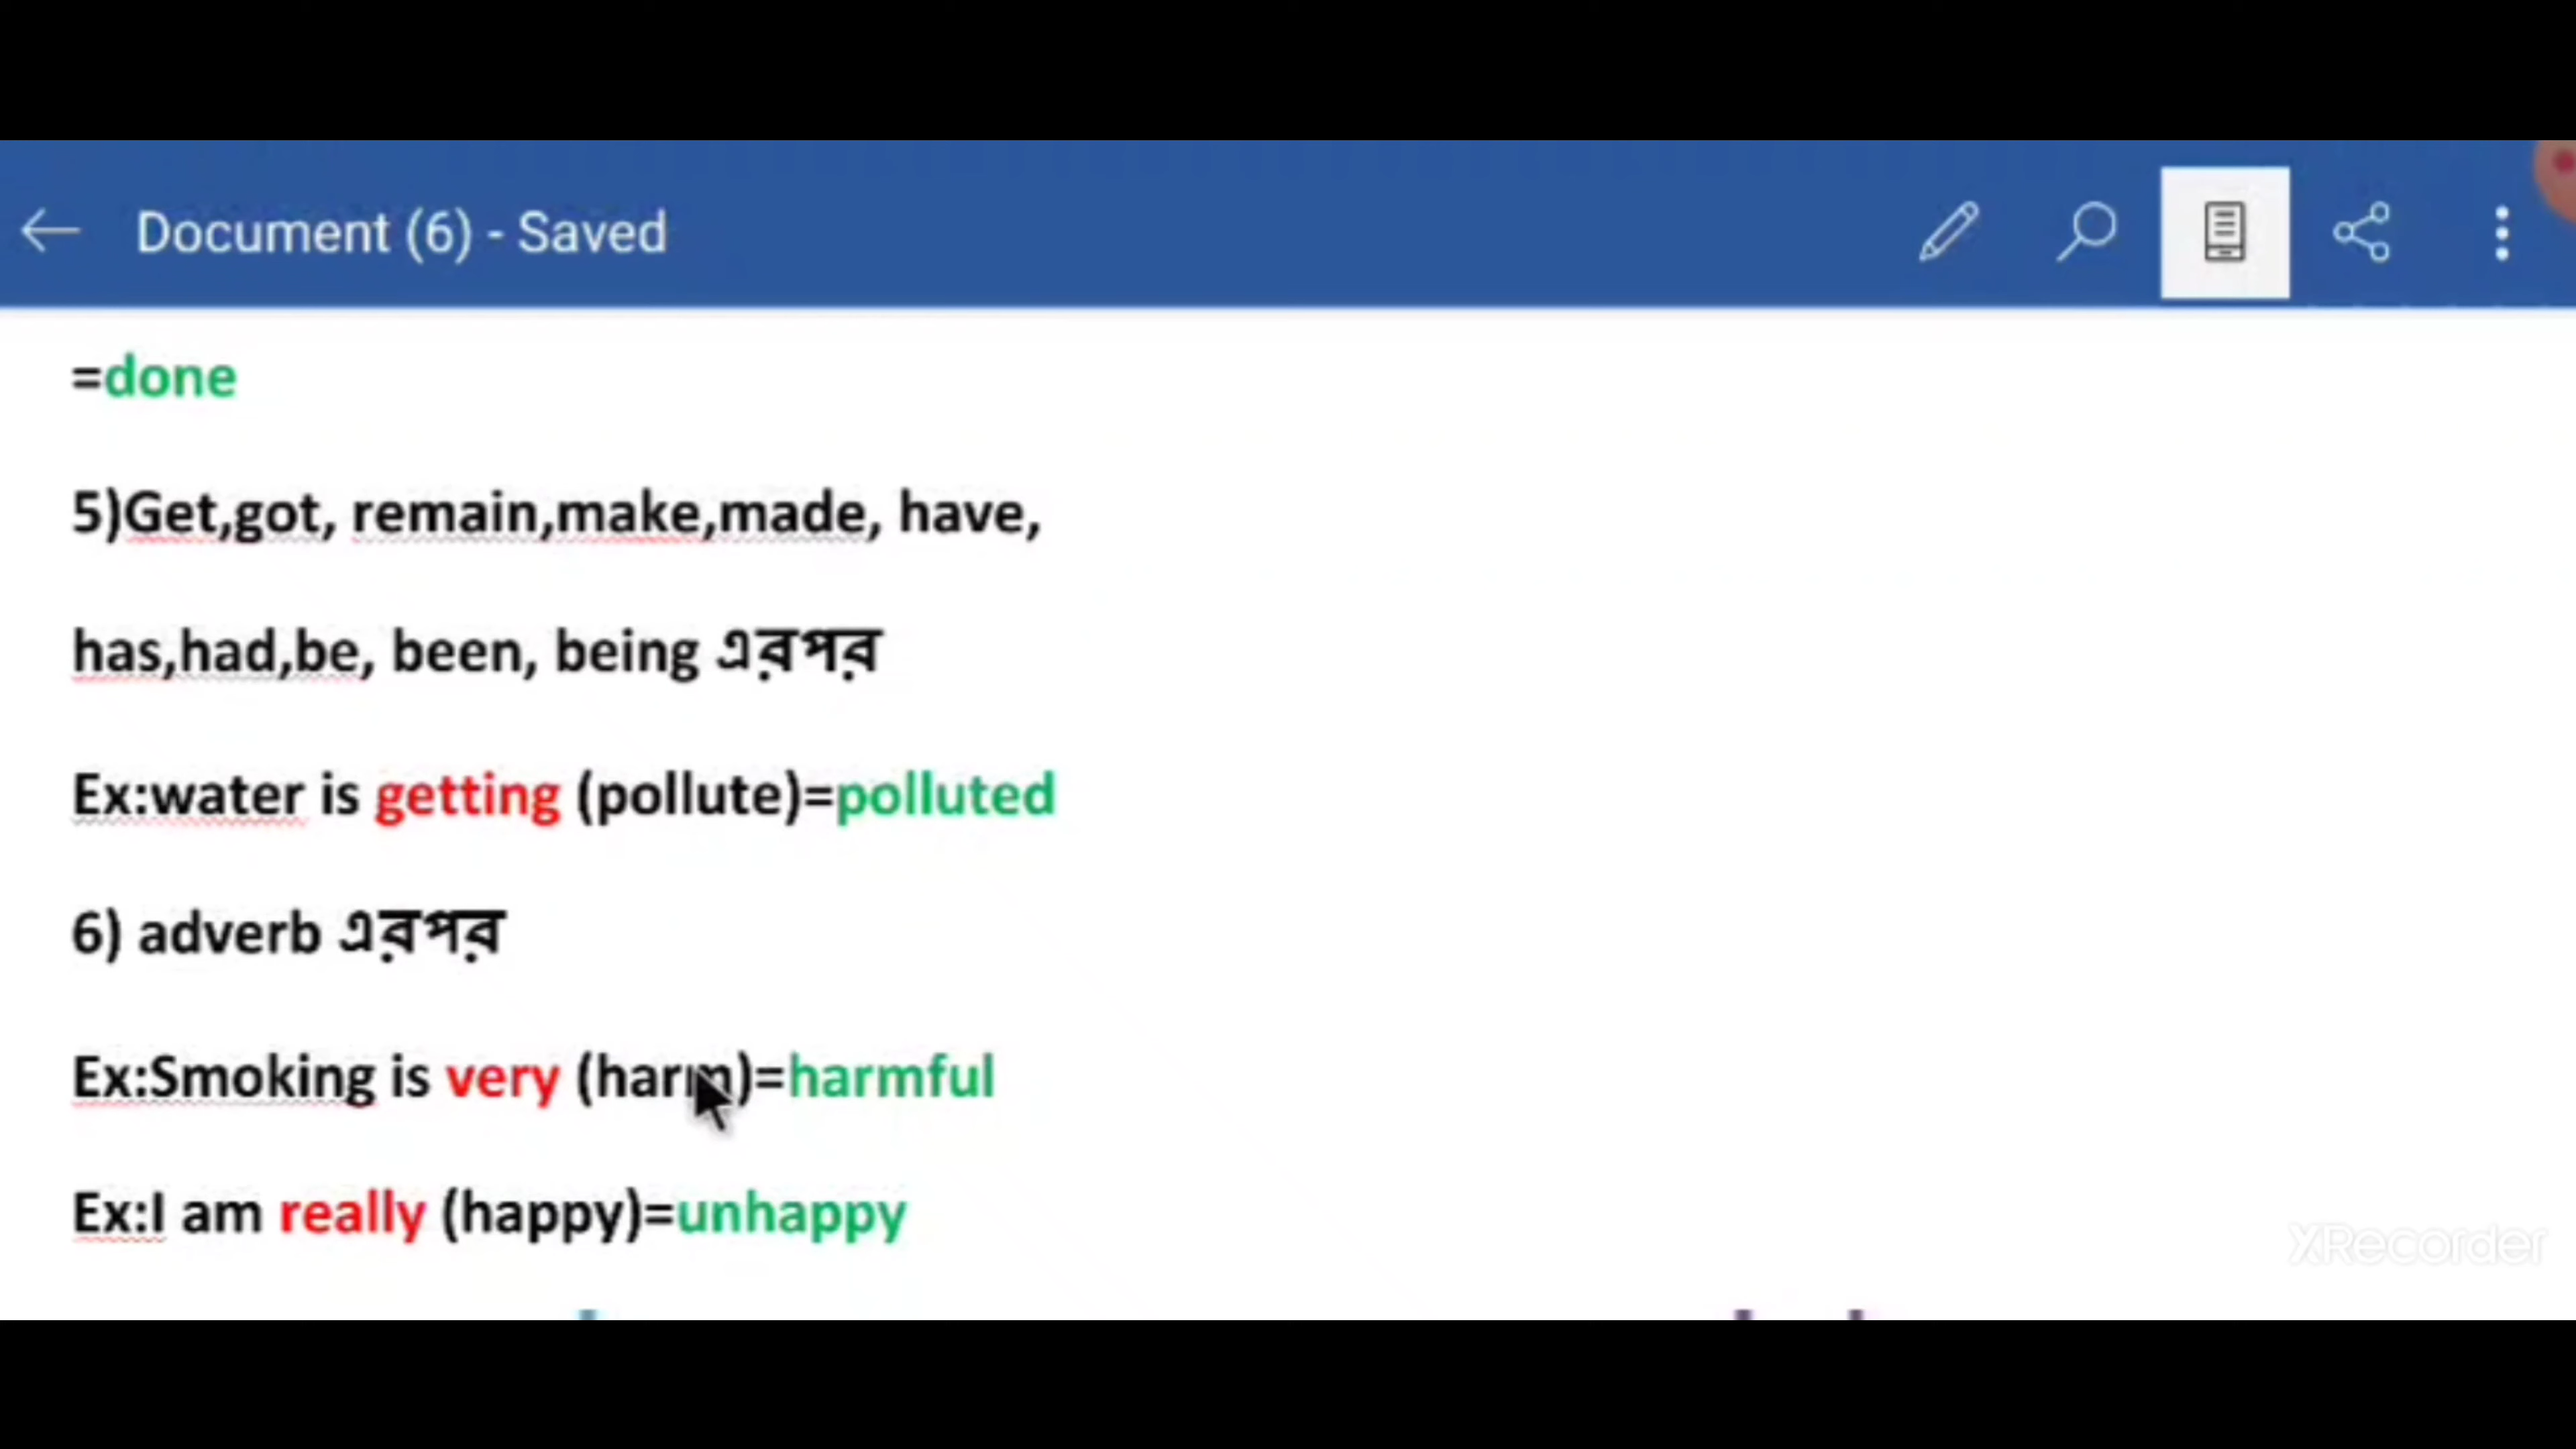 Document (6) - Saved
=done
5)Get,got, remain,make,made, have,
has,had,be, been, being এরপর
Ex:water is getting (pollute)=polluted
6) adverb এরপর
Ex:Smoking is very (harm)=harmful
Ex:I am really (happy)=unhappy
XRecorder